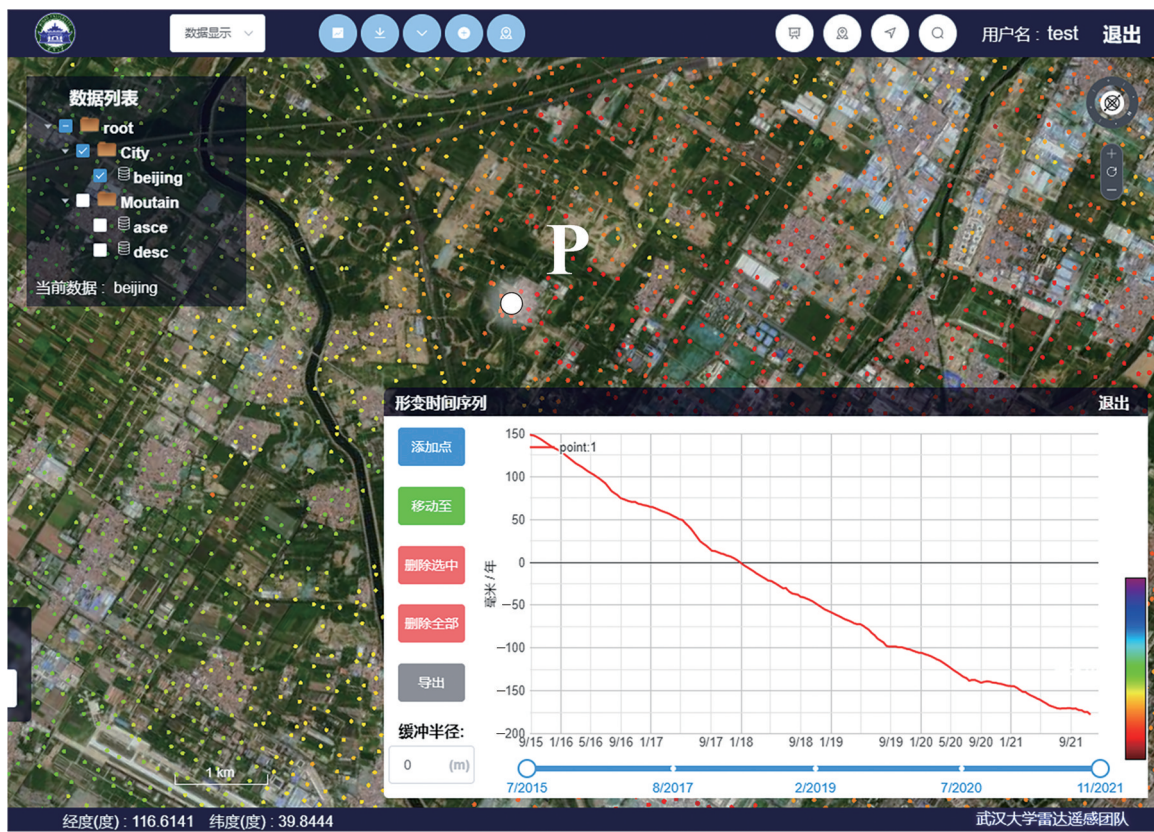 数据显示
用户名 : test 退出
数据列表
root
City
beijing
Moutain
asce
desc
当前数据 : beijing
P
形变时间序列 退出
添加点
移动至
删除选中
删除全部
导出
缓冲半径:
0 (m)
毫米 / 年
point:1
150
100
50
0
−50
−100
−150
−200
9/15 1/16 5/16 9/16 1/17 9/17 1/18 9/18 1/19 9/19 1/20 5/20 9/20 1/21 9/21
7/2015 8/2017 2/2019 7/2020 11/2021
1 km
经度(度) : 116.6141 纬度(度) : 39.8444
武汉大学雷达遥感团队